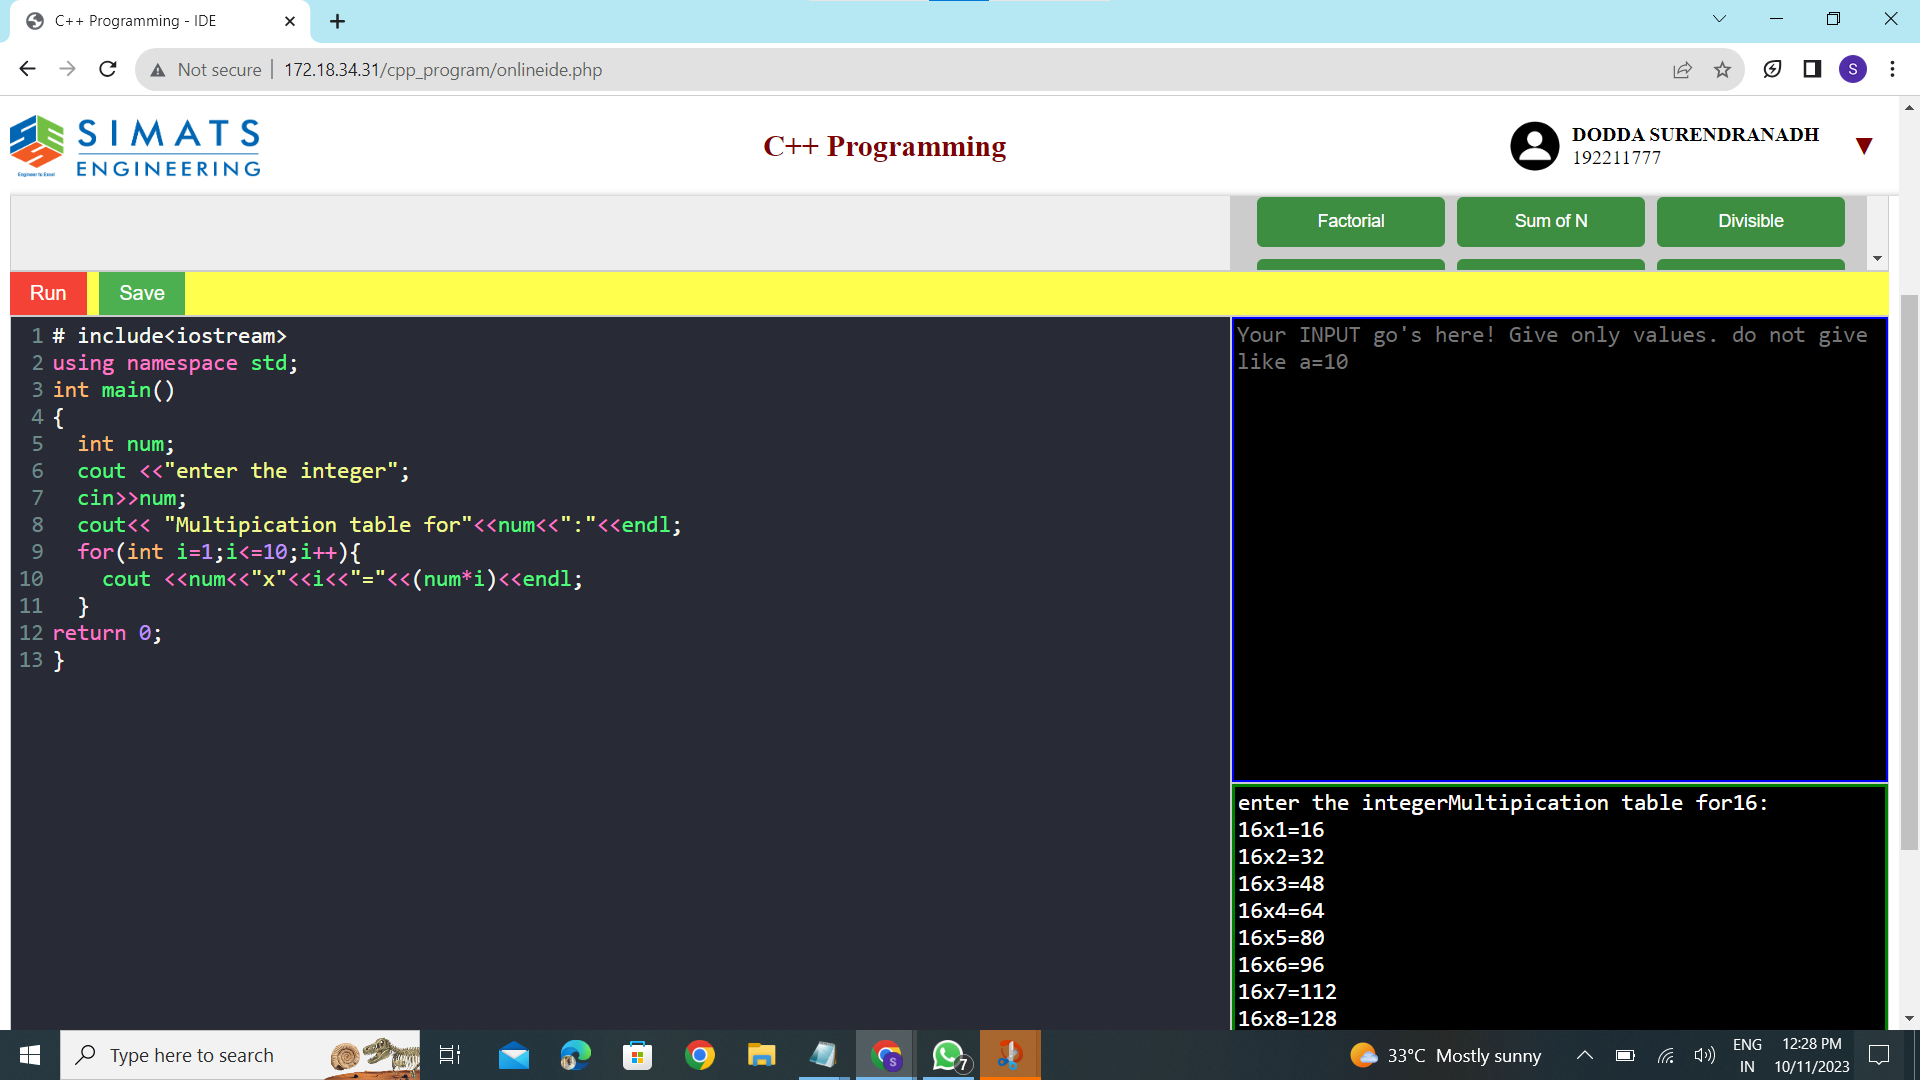 C++ Programming - IDE
Not secure
172.18.34.31/cpp_program/onlineide.php
S
SIMATS
ENGINEERING
Engineer to Excel
C++ Programming
DODDA SURENDRANADH
192211777
Factorial
Sum of N
Divisible
Run
Save
1 # include<iostream>
2 using namespace std;
3 int main()
4 {
5 int num;
6 cout <<"enter the integer";
7 cin>>num;
8 cout<< "Multipication table for"<<num<<":"<<endl;
9 for(int i=1;i<=10;i++){
10 cout <<num<<"x"<<i<<"="<<(num*i)<<endl;
11 }
12 return 0;
13 }
Your INPUT go's here! Give only values. do not give
like a=10
enter the integerMultipication table for16:
16x1=16
16x2=32
16x3=48
16x4=64
16x5=80
16x6=96
16x7=112
16x8=128
Type here to search
S
7
33°C Mostly sunny
ENG
IN
12:28 PM
10/11/2023